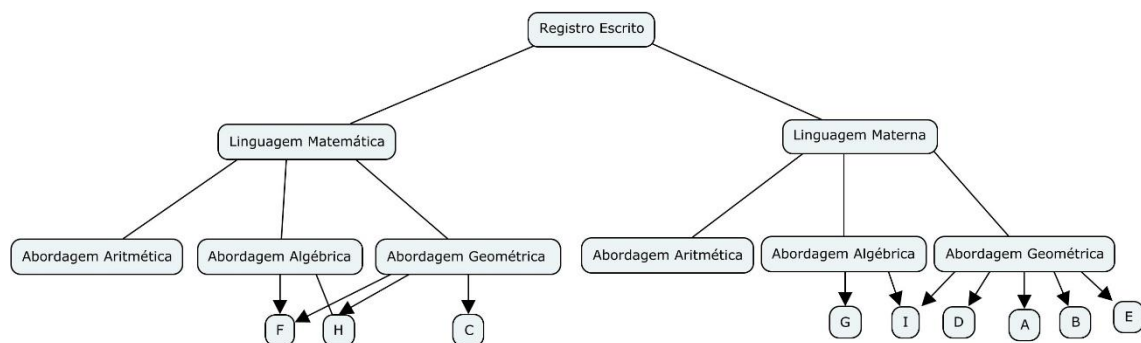 Registro Escrito
Linguagem Matemática
Linguagem Materna
Abordagem Aritmética
Abordagem Algébrica
Abordagem Geométrica
Abordagem Aritmética
Abordagem Algébrica
Abordagem Geométrica
F
H
C
G
I
D
A
B
E